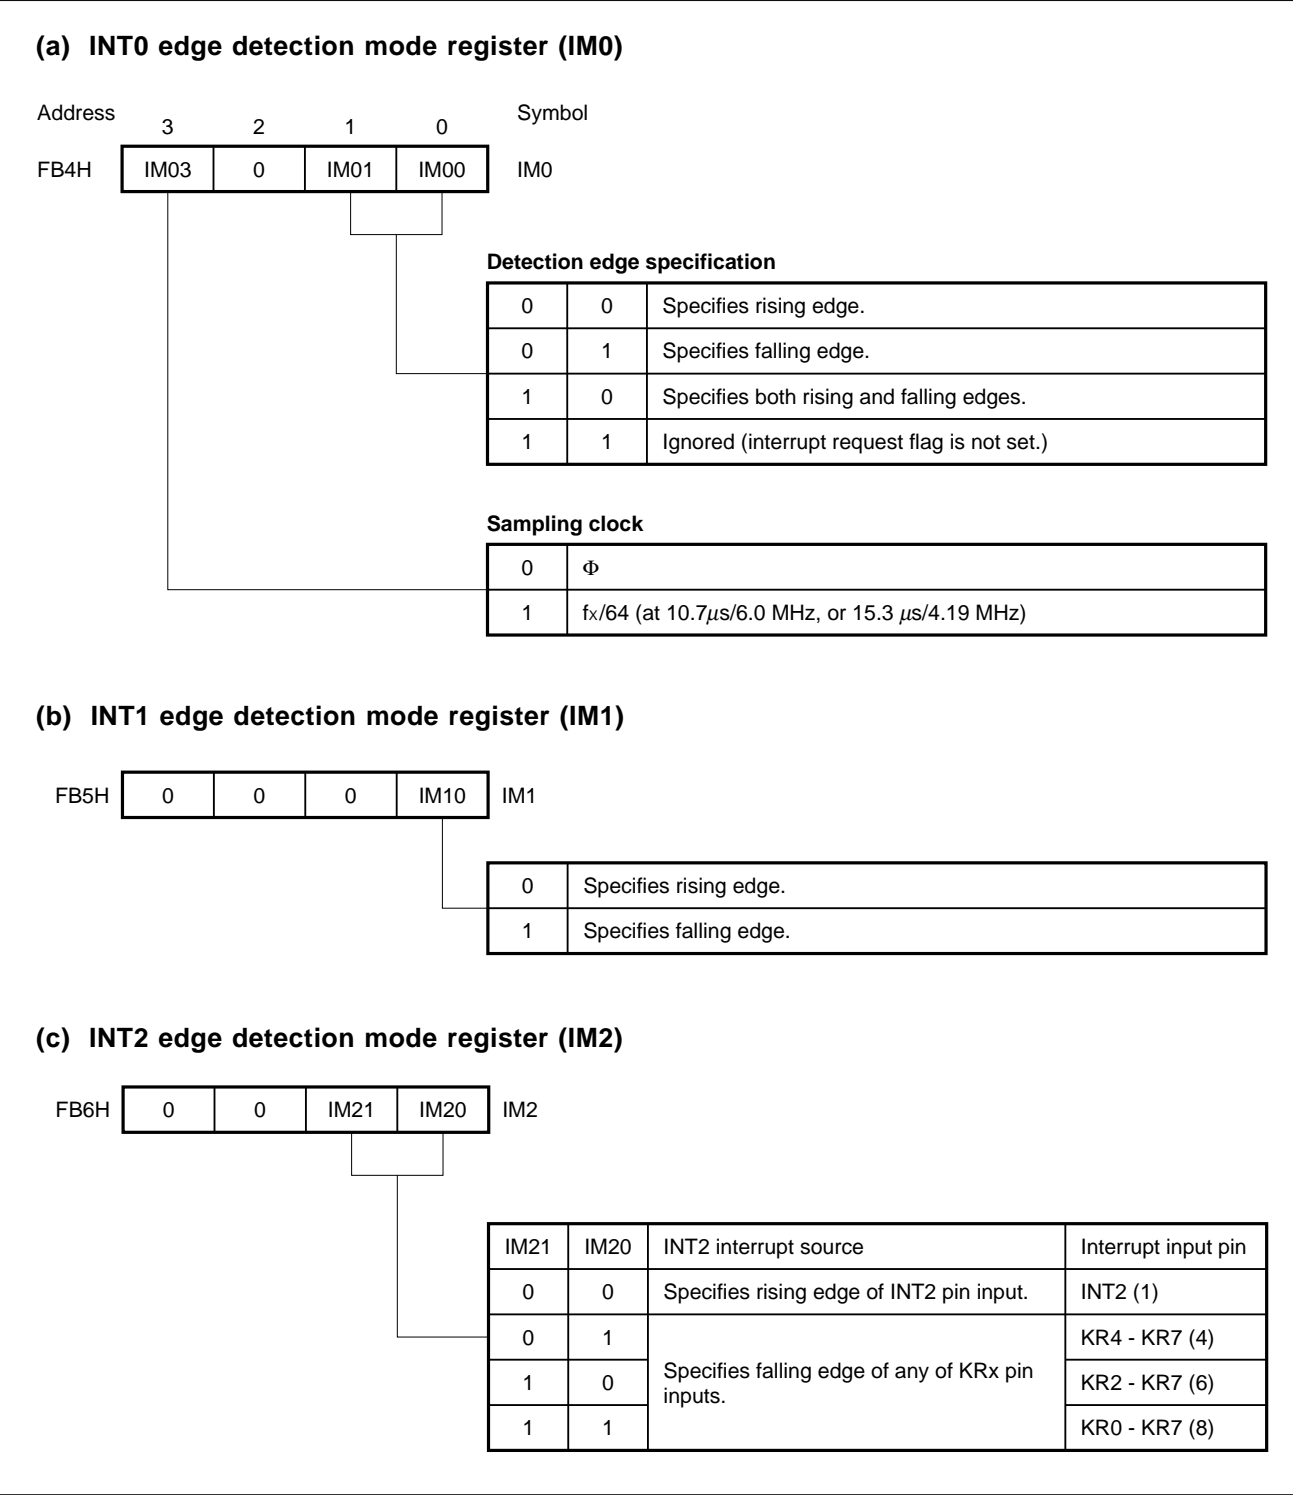 (a) INT0 edge detection mode register (IM0)
Address 3 2 1 0 Symbol
FB4H IM03 0 IM01 IM00 IM0
Detection edge specification
0 0 Specifies rising edge.
0 1 Specifies falling edge.
1 0 Specifies both rising and falling edges.
1 1 Ignored (interrupt request flag is not set.)
Sampling clock
0 Φ
1 fx/64 (at 10.7μs/6.0 MHz, or 15.3 μs/4.19 MHz)
(b) INT1 edge detection mode register (IM1)
FB5H 0 0 0 IM10 IM1
0 Specifies rising edge.
1 Specifies falling edge.
(c) INT2 edge detection mode register (IM2)
FB6H 0 0 IM21 IM20 IM2
IM21 IM20 INT2 interrupt source Interrupt input pin
0 0 Specifies rising edge of INT2 pin input. INT2 (1)
0 1 KR4 - KR7 (4)
Specifies falling edge of any of KRx pin
inputs.
1 0 KR2 - KR7 (6)
1 1 KR0 - KR7 (8)